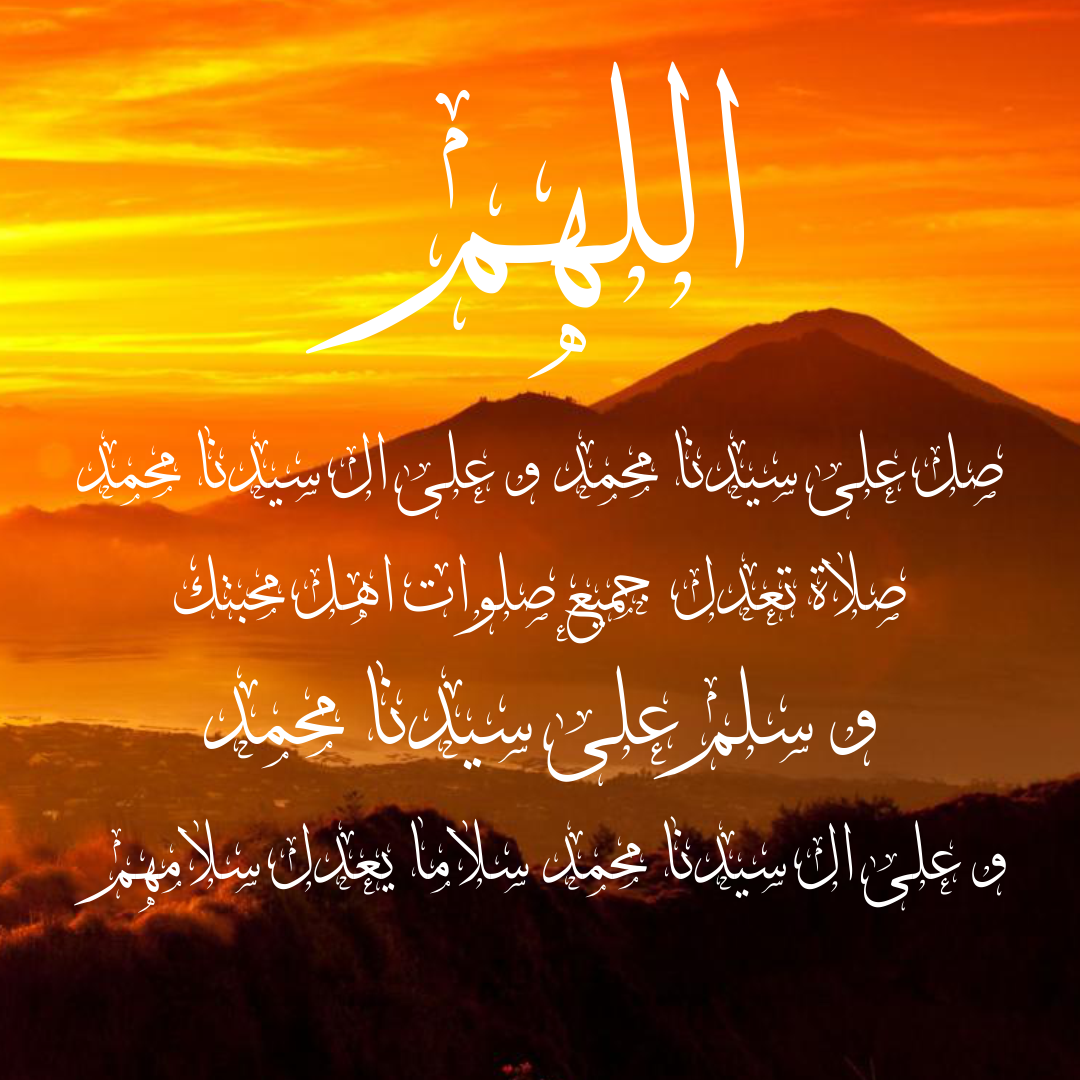 اللهم
صل على سيدنا محمد و على ال سيدنا محمد
صلاة تعدل جميع صلوات اهل محبتك
و سلم على سيدنا محمد
و على ال سيدنا محمد سلاما يعدل سلامهم